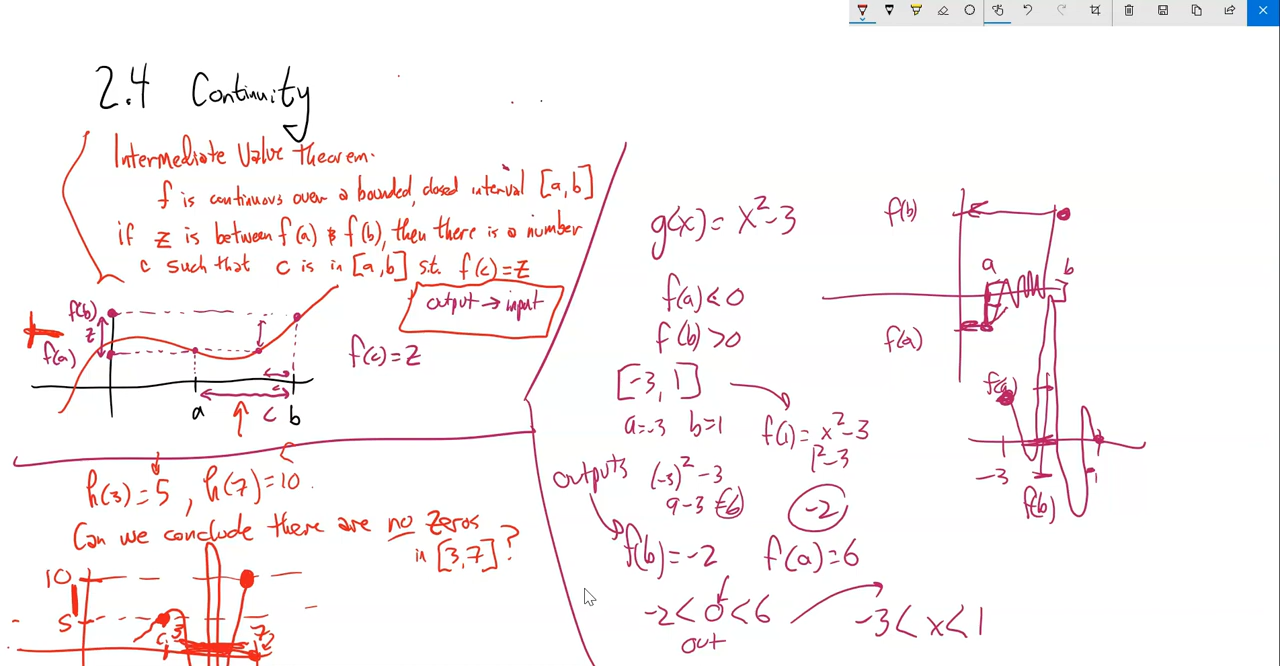 2.4 Continuity
Intermediate Value Theorem.
f is continuous over a bounded, closed interval [a,b]
if z is between f(a) & f(b), then there is a number
c such that c is in [a,b] s.t. f(c)=z
output → input
f(b)
z
f(a)
f(c)=z
a
c
b
h(3)=5, h(7)=10.
Can we conclude there are no zeros
in [3,7]?
10
5
3
7
g(x)= x²-3
f(a)<0
f(b)>0
[-3,1]
a=-3 b=1
f(1)= x²-3
1²-3
-2
outputs
(-3)²-3
9-3=6
f(b)=-2 f(a)=6
-2<0<6
out
-3<x<1
f(b)
a
b
f(a)
f(a)
-3
1
f(b)